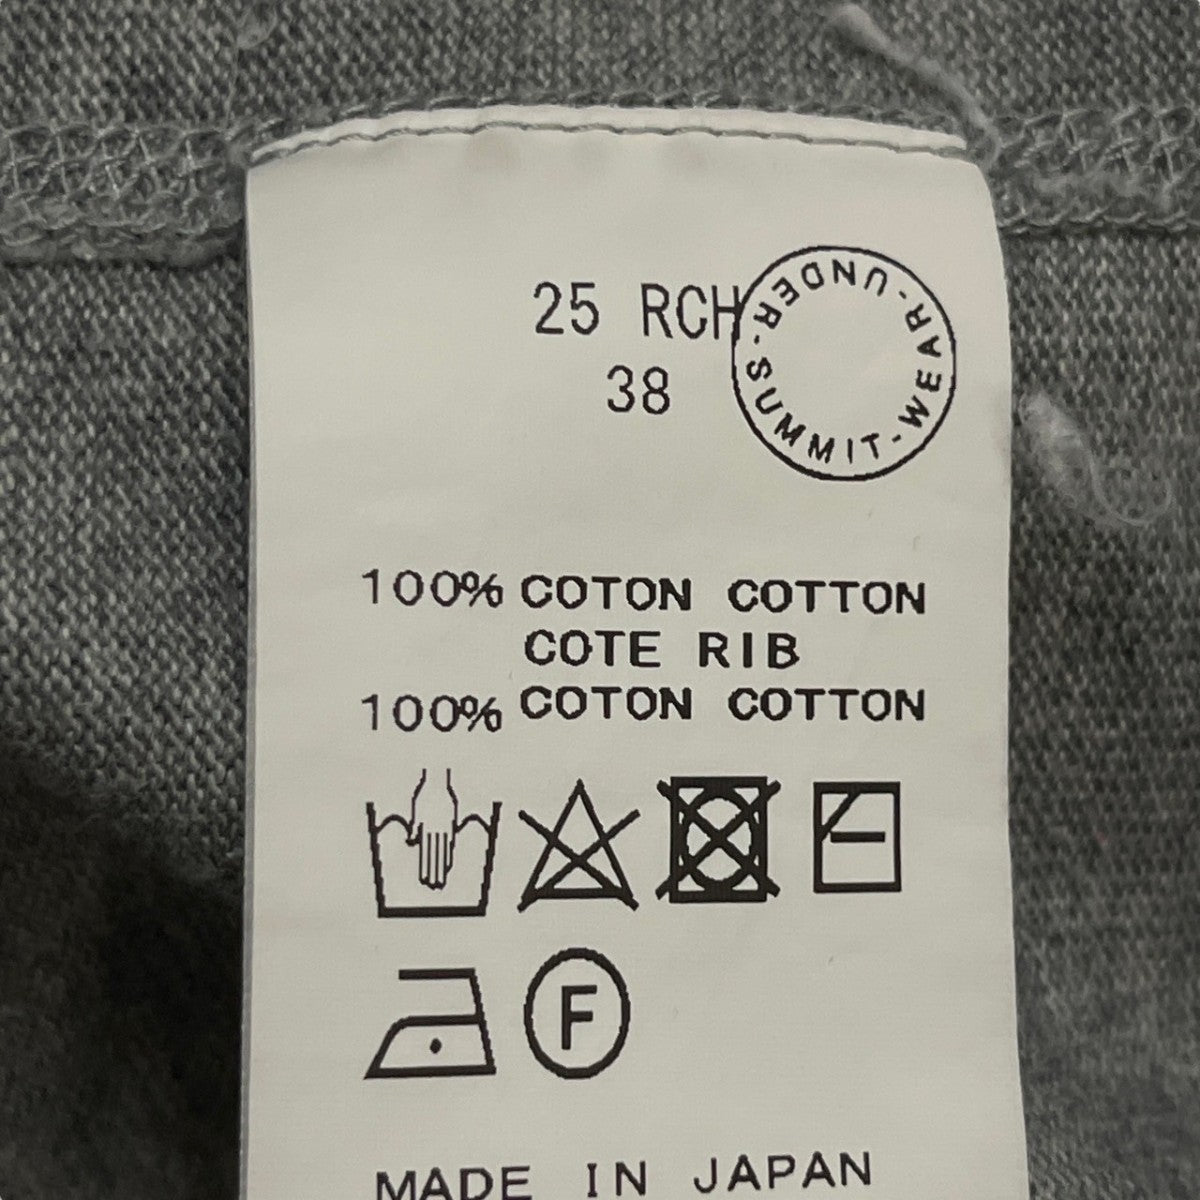 25 RCH
38
UNDER-SUMMIT-WEAR-
100% COTON COTTON
COTE RIB
100% COTON COTTON
F
MADE IN JAPAN